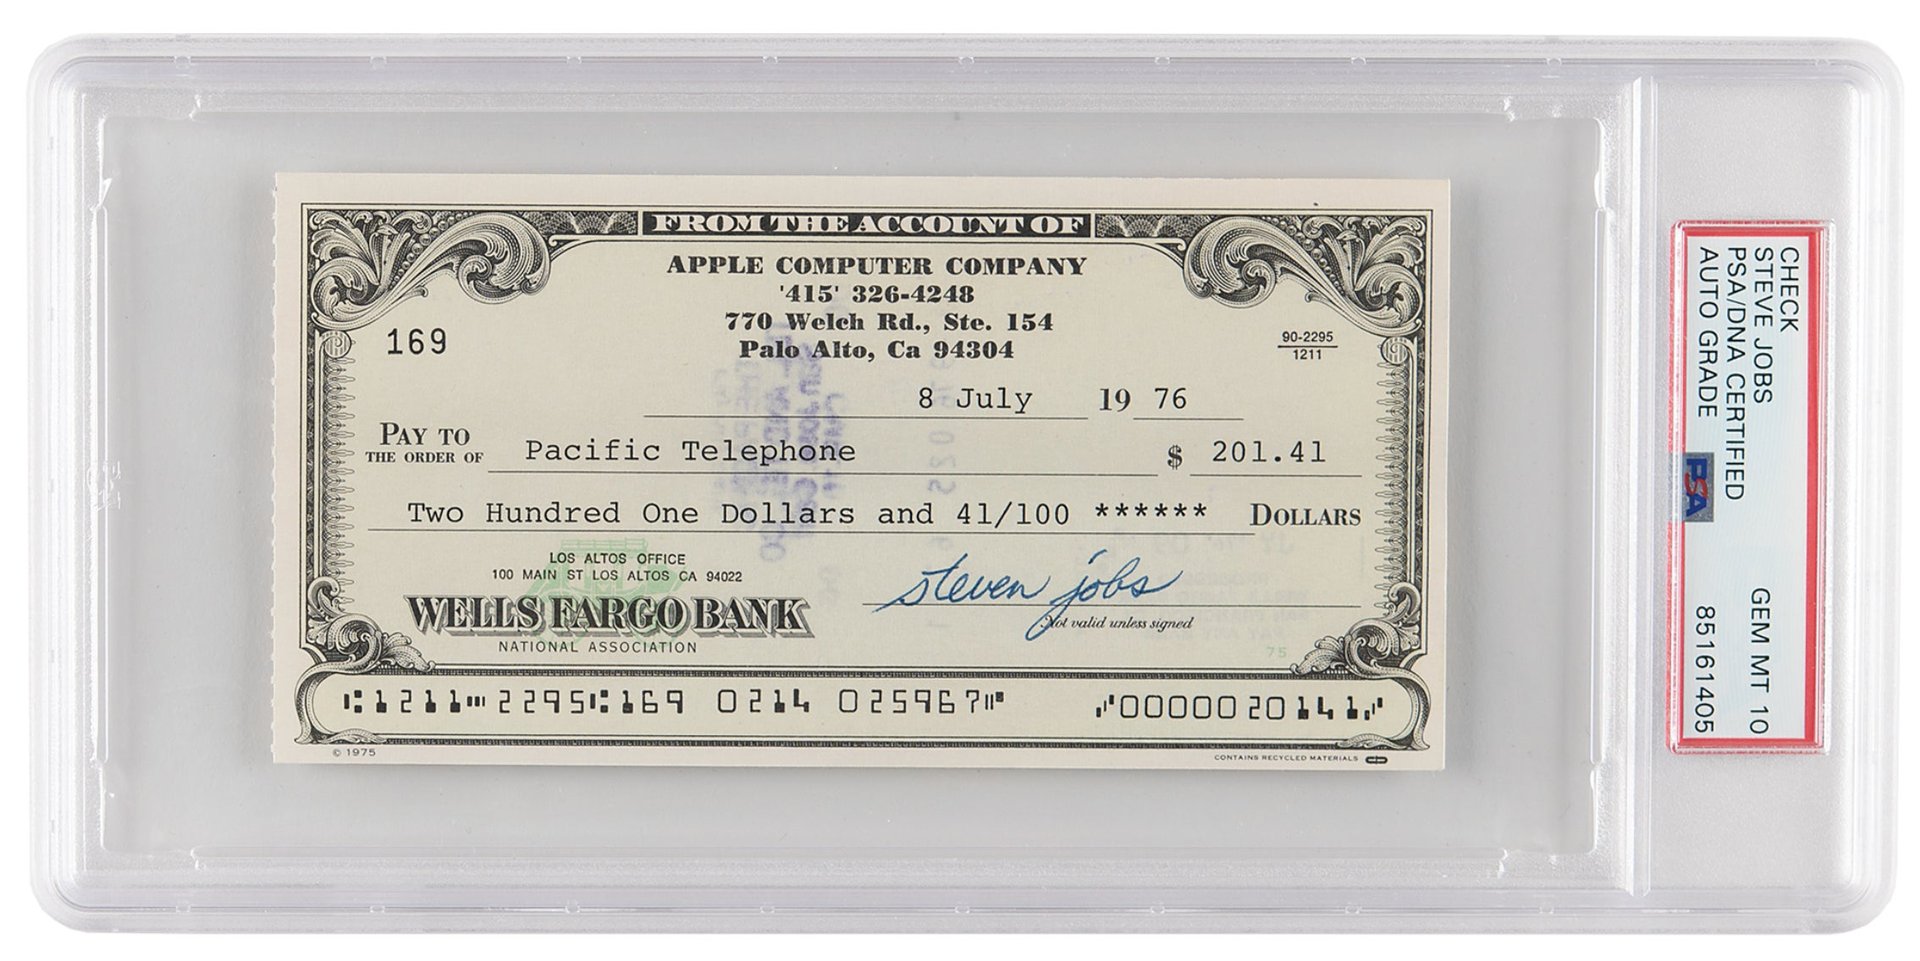 FROM THE ACCOUNT OF
APPLE COMPUTER COMPANY
'415' 326-4248
770 Welch Rd., Ste. 154
Palo Alto, Ca 94304
169
90-2295
1211
8 July 19 76
PAY TO
THE ORDER OF Pacific Telephone $ 201.41
Two Hundred One Dollars and 41/100 ****** DOLLARS
LOS ALTOS OFFICE
100 MAIN ST LOS ALTOS CA 94022
WELLS FARGO BANK
NATIONAL ASSOCIATION
steven jobs
Not valid unless signed
75
⑆1211⑉2295⑆169 0214 025967⑈ ⑇0000020141⑇
© 1975
CONTAINS RECYCLED MATERIALS
CHECK
STEVE JOBS
PSA/DNA CERTIFIED
AUTO GRADE
PSA
GEM MT 10
85161405